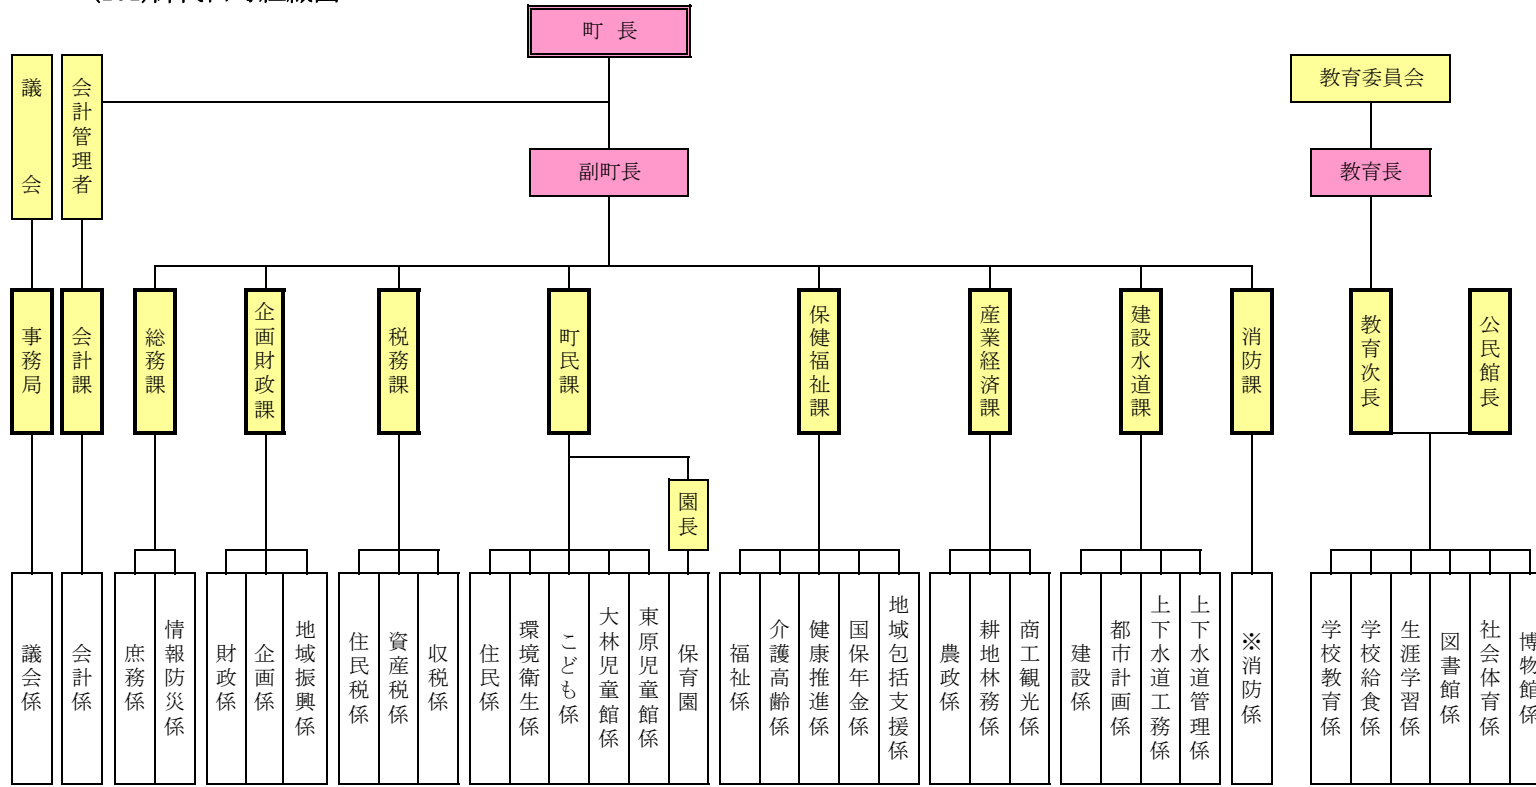 町 長
議会
会計管理者
教育委員会
副町長
教育長
事務局
会計課
総務課
企画財政課
税務課
町民課
保健福祉課
産業経済課
建設水道課
消防課
教育次長
公民館長
園長
議会係
会計係
庶務係
情報防災係
財政係
企画係
地域振興係
住民税係
資産税係
収税係
住民係
環境衛生係
こども係
大林児童館係
東原児童館係
保育園
福祉係
介護高齢係
健康推進係
国保年金係
地域包括支援係
農政係
耕地林務係
商工観光係
建設係
都市計画係
上下水道工務係
上下水道管理係
※消防係
学校教育係
学校給食係
生涯学習係
図書館係
社会体育係
博物館係